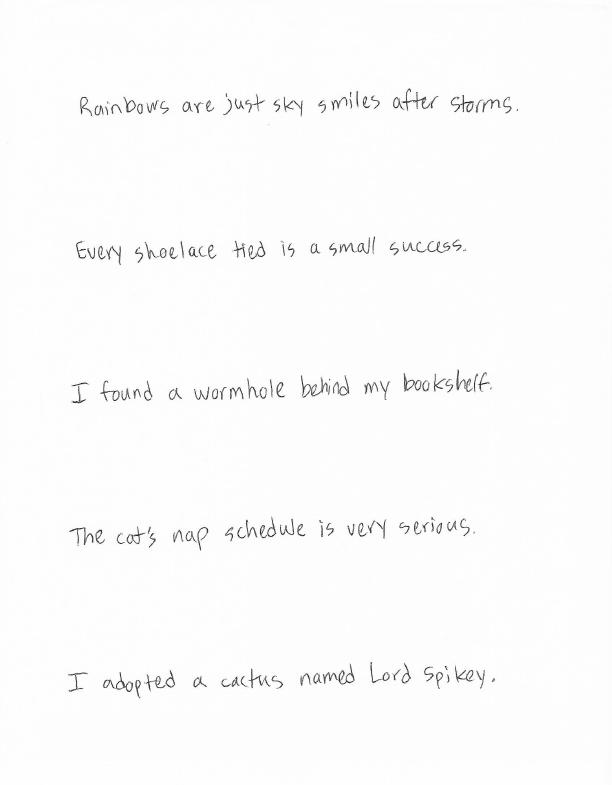 Rainbows are just sky smiles after storms.
Every shoelace tied is a small success.
I found a wormhole behind my bookshelf.
The cat's nap schedule is very serious.
I adopted a cactus named Lord Spikey.